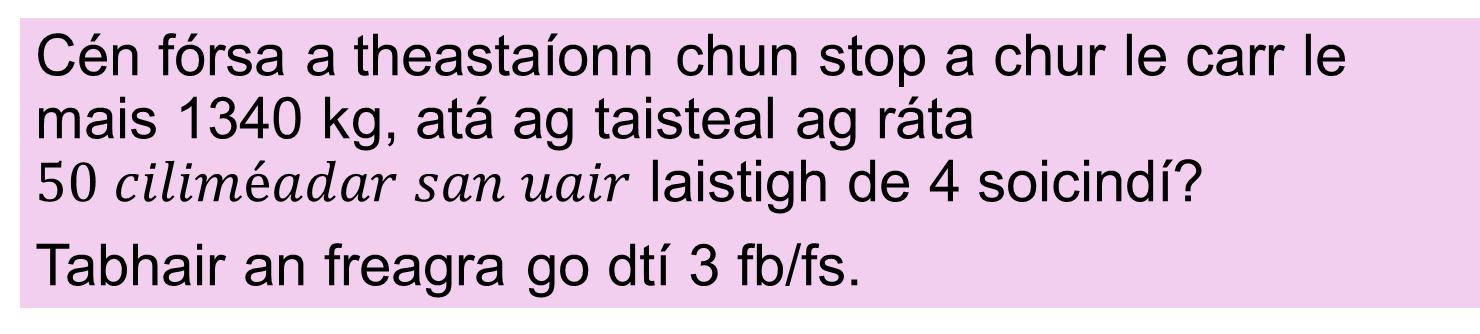 Cén fórsa a theastaíonn chun stop a chur le carr le
mais 1340 kg, atá ag taisteal ag ráta
50 ciliméadar san uair laistigh de 4 soicindí?
Tabhair an freagra go dtí 3 fb/fs.